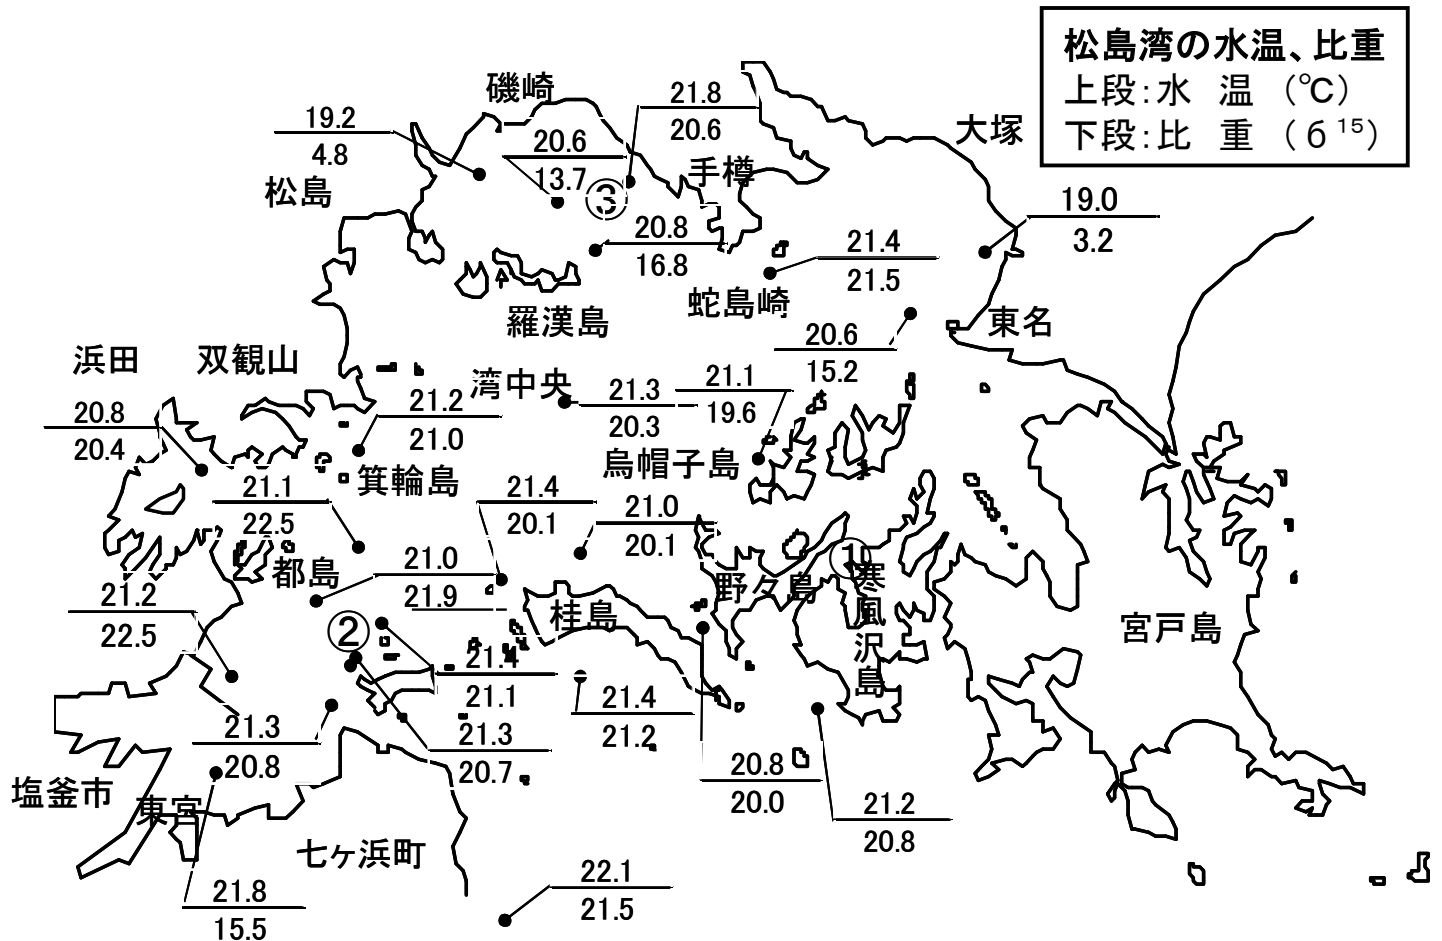 松島湾の水温、比重
上段：水　温　（℃）
下段：比　重　（б¹⁵）
磯崎
21.8
20.6
19.2
4.8
大塚
20.6
13.7
③
手樽
松島
19.0
3.2
20.8
16.8
21.4
21.5
蛇島崎
羅漢島
東名
20.6
15.2
浜田
双観山
湾中央
21.3
20.3
21.1
19.6
21.2
21.0
20.8
20.4
烏帽子島
箕輪島
21.1
22.5
21.4
20.1
21.0
20.1
①
都島
21.0
21.9
野々島
寒風沢島
21.2
22.5
桂島
②
宮戸島
21.4
21.1
21.4
21.2
21.3
20.8
21.3
20.7
20.8
20.0
塩釜市
東宮
21.2
20.8
七ヶ浜町
21.8
15.5
22.1
21.5